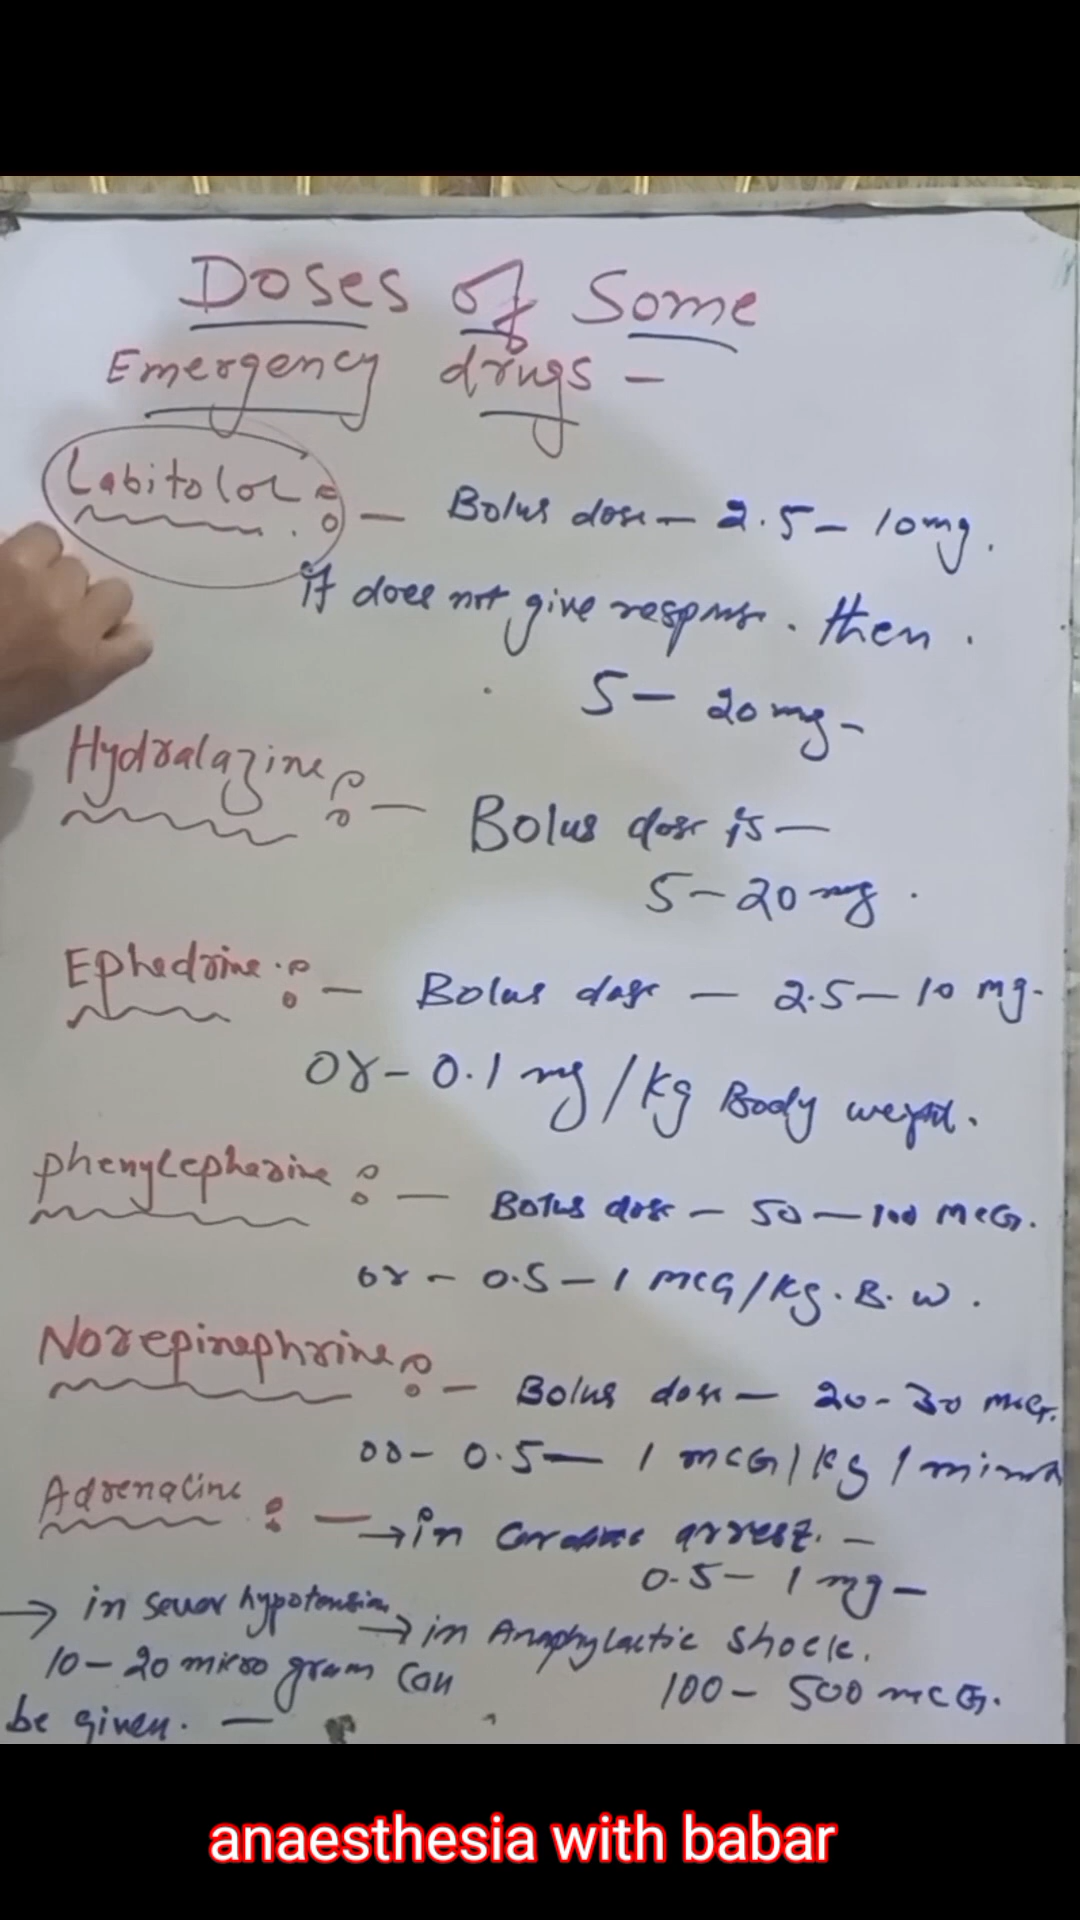 Doses of Some
Emergency drugs -
Labitolol :- Bolus dose - 2.5 - 10mg.
if does not give response. then.
5 - 20mg -
Hydralazine :- Bolus dose is -
5 - 20 mg.
Ephedrine :- Bolus dose - 2.5 - 10 mg -
Or - 0.1 mg / kg Body weight.
phenylephrine :- Bolus dose - 50 - 100 McG.
or - 0.5 - 1 mcG / kg. B. w.
Norepinephrine :- Bolus dose - 20 - 30 mcG.
or - 0.5 - 1 mcG / kg / minut
Adrenaline :- → in Cardiac arrest. -
0.5 - 1 mg -
→ in sever hypotension
10 - 20 micro gram can
be given. -
→ in Anaphylactic shock.
100 - 500 mcG.
anaesthesia with babar